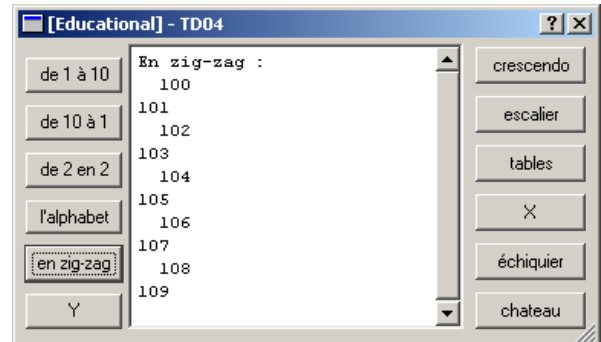 [Educational] - TD04
de 1 à 10
de 10 à 1
de 2 en 2
l'alphabet
en zig-zag
Y
En zig-zag :
100
101
102
103
104
105
106
107
108
109
crescendo
escalier
tables
X
échiquier
chateau